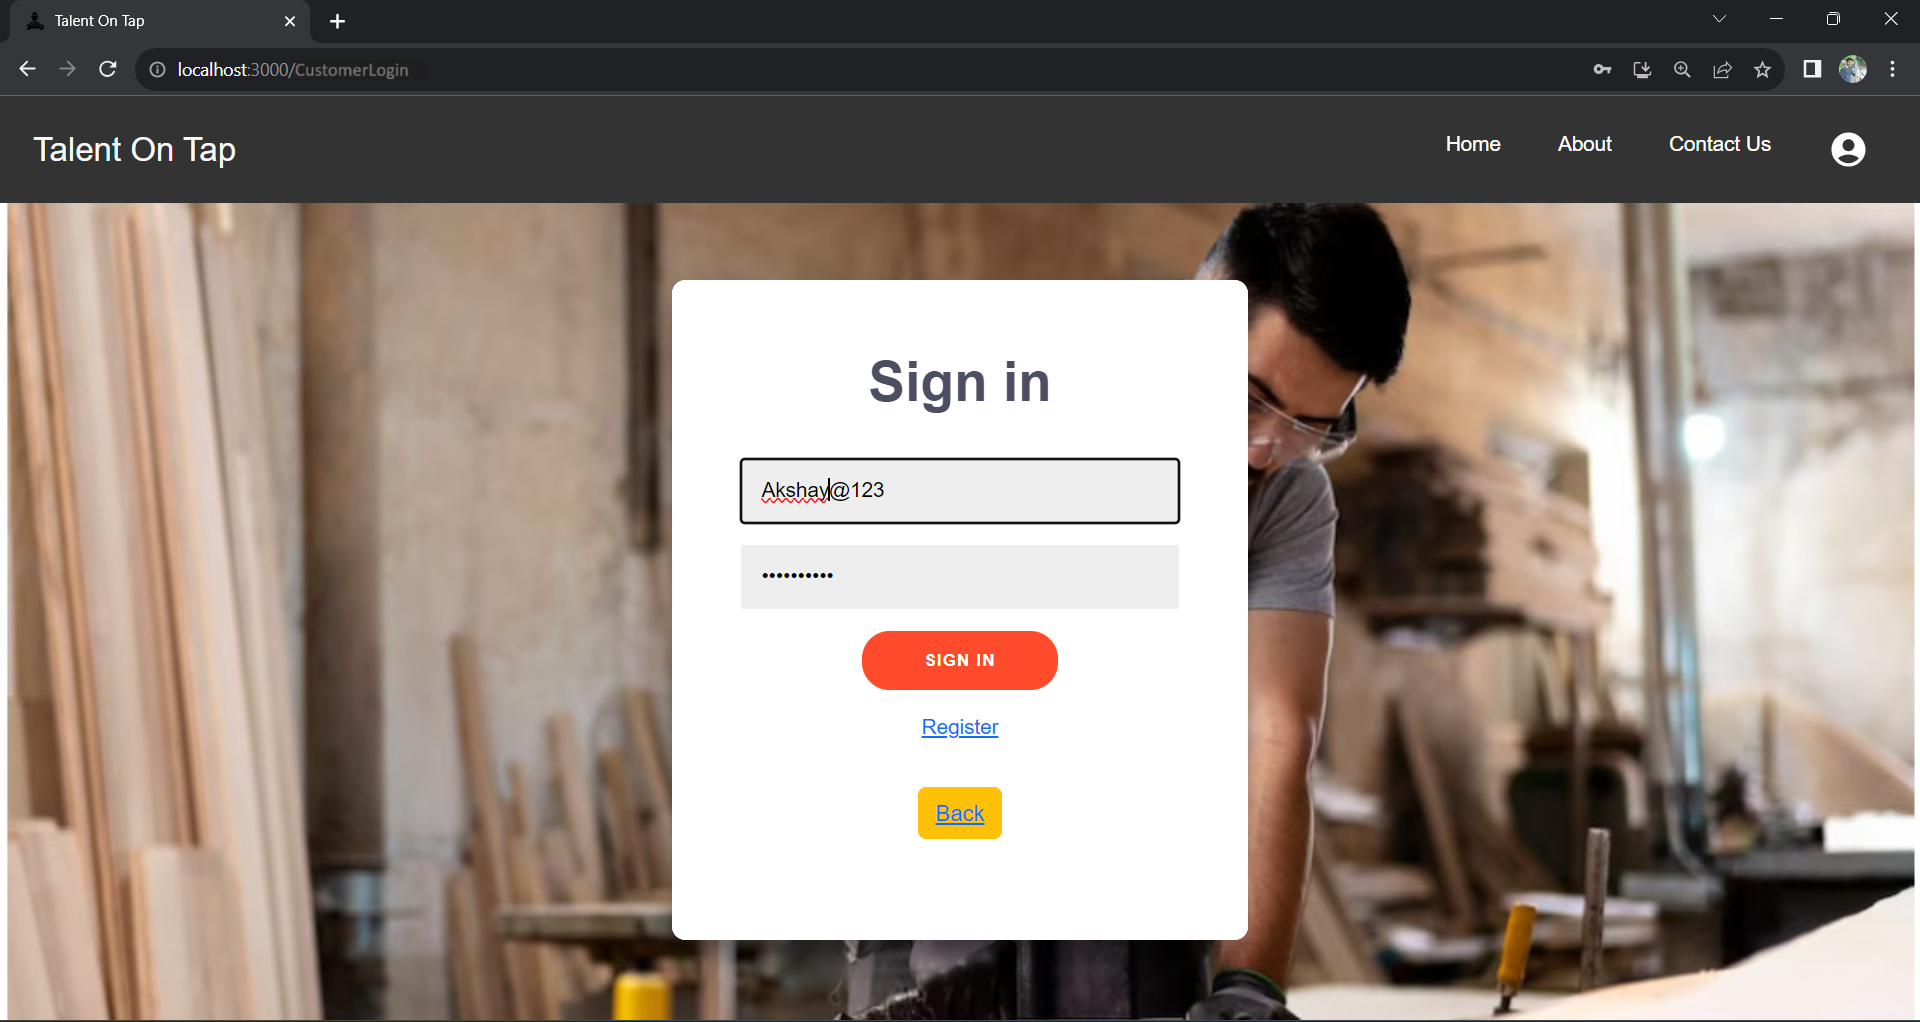 Talent On Tap
localhost:3000/CustomerLogin
Talent On Tap
Home About Contact Us
Sign in
Akshay@123
••••••••••
SIGN IN
Register
Back